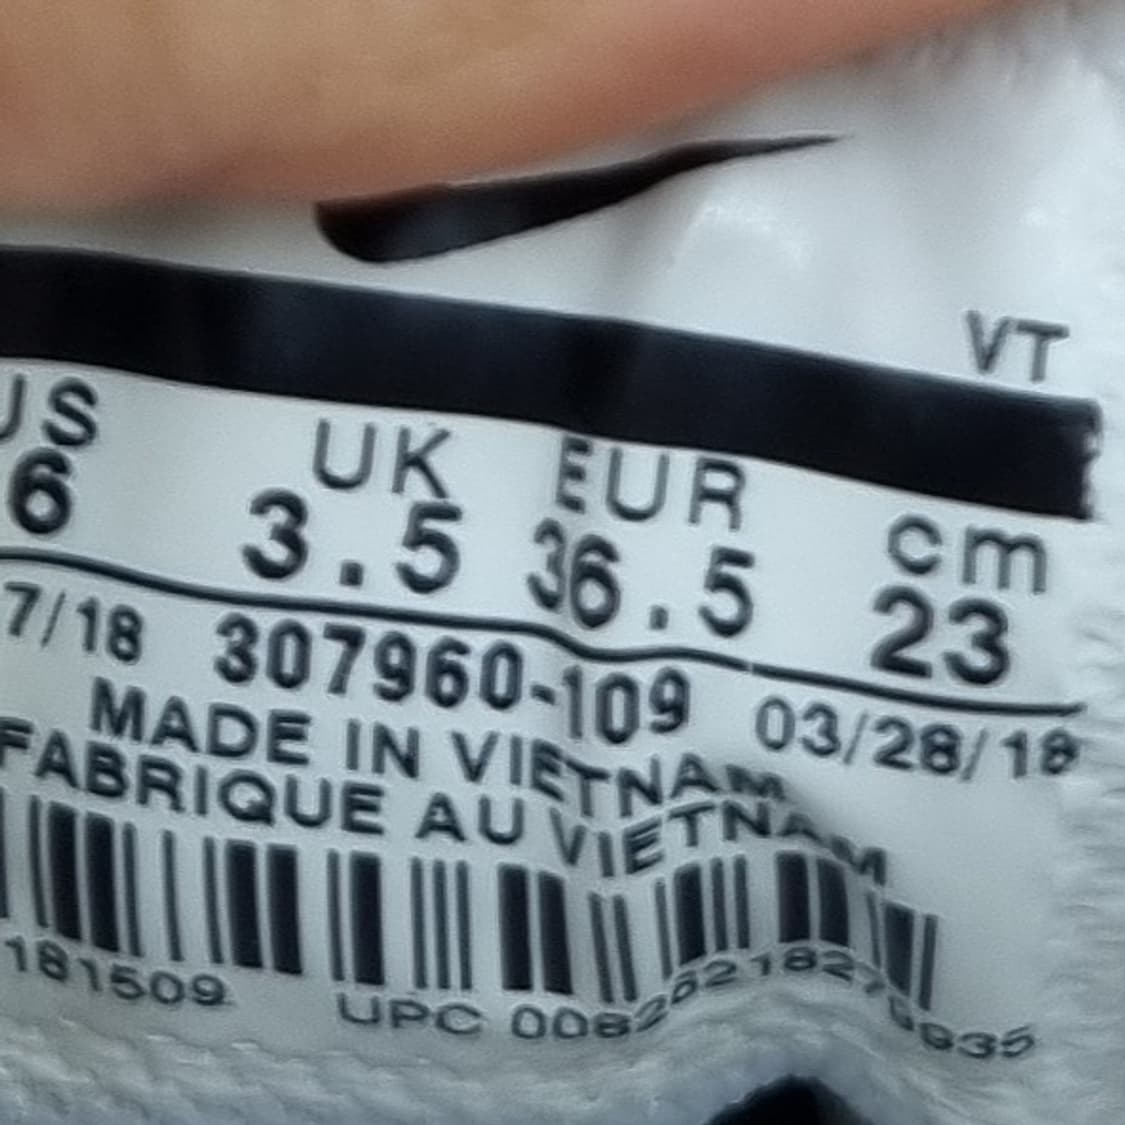 VT
US UK EUR cm
6 3.5 36.5 23
7/18 307960-109 03/28/18
MADE IN VIETNAM
FABRIQUE AU VIETNAM
181509 UPC